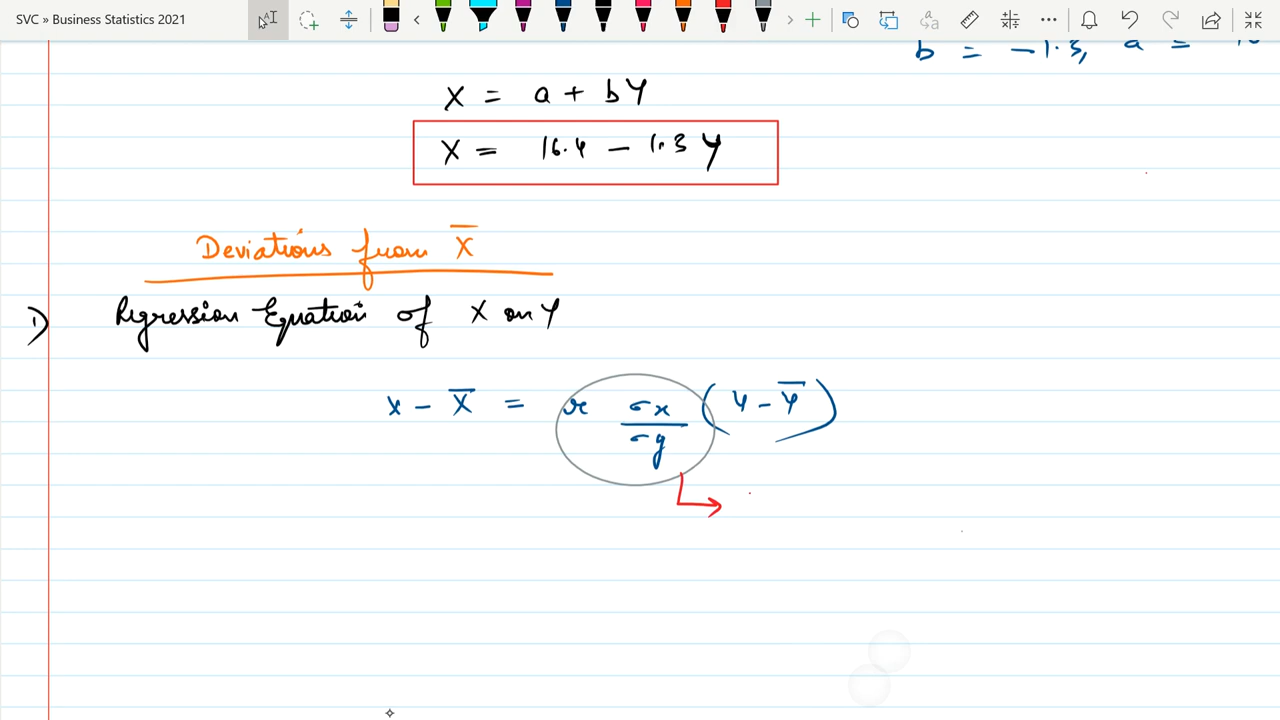 SVC » Business Statistics 2021
b = -1.3, a =
X = a + bY
X = 16.4 - 1.3 Y
Deviations from X̅
1) Regression Equation of X on Y
x - X̅ = r σx/σy (Y - Y̅)